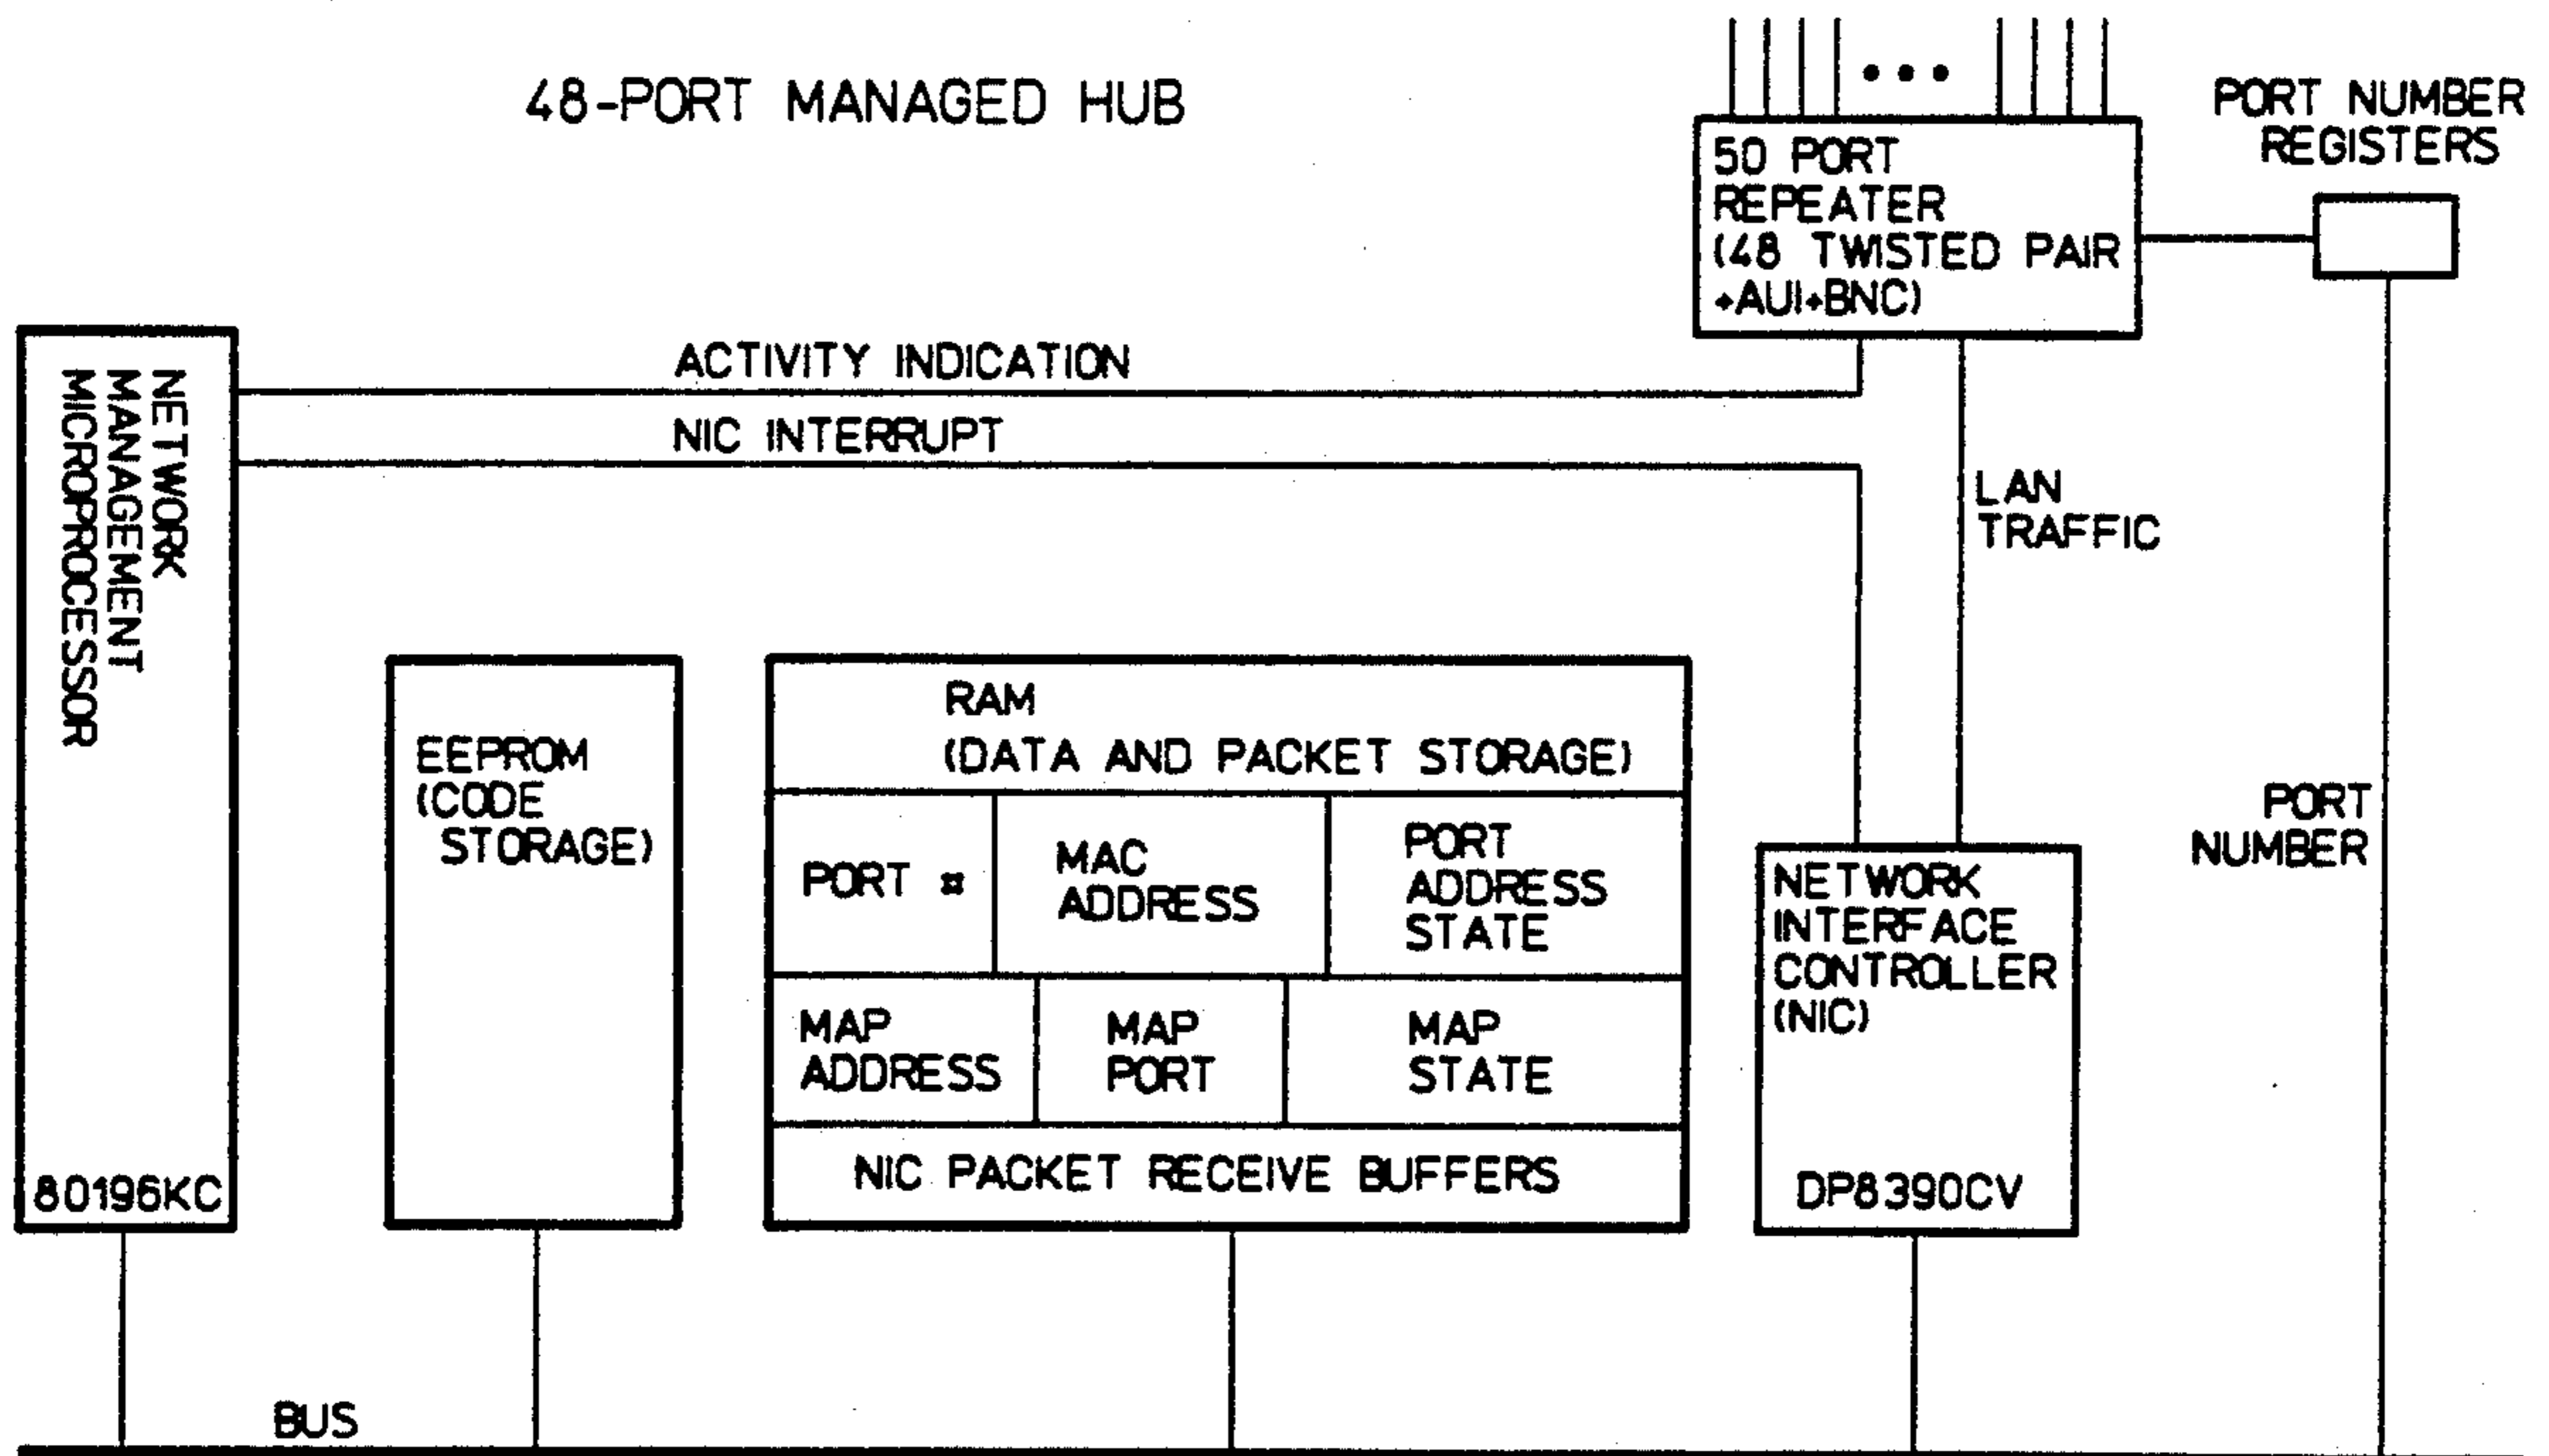 48-PORT MANAGED HUB
PORT NUMBER
REGISTERS
50 PORT
REPEATER
(48 TWISTED PAIR
+AUI+BNC)
ACTIVITY INDICATION
NIC INTERRUPT
LAN
TRAFFIC
NETWORK
MANAGEMENT
MICROPROCESSOR
80196KC
EEPROM
(CODE
STORAGE)
RAM
(DATA AND PACKET STORAGE)
PORT ¤
MAC
ADDRESS
PORT
ADDRESS
STATE
MAP
ADDRESS
MAP
PORT
MAP
STATE
NIC PACKET RECEIVE BUFFERS
NETWORK
INTERFACE
CONTROLLER
(NIC)
DP8390CV
PORT
NUMBER
BUS